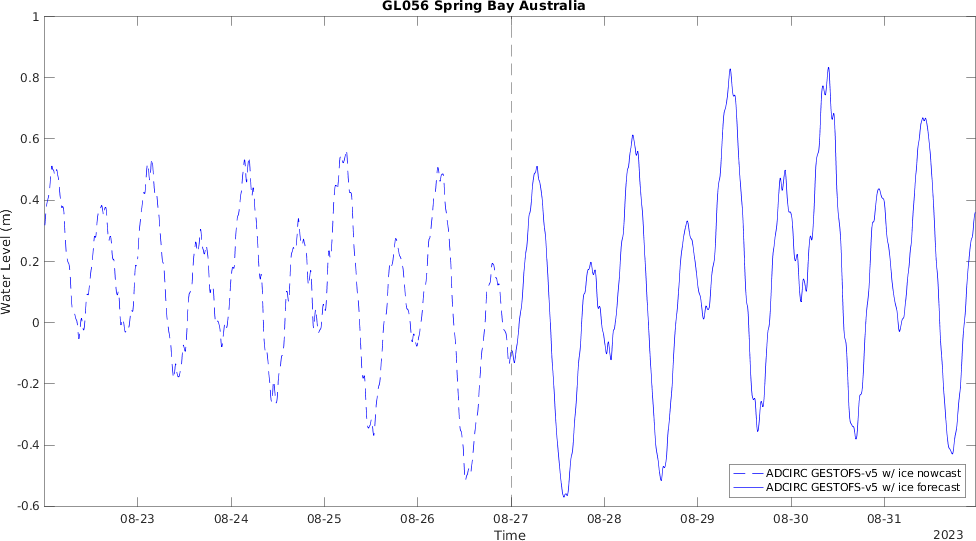 GL056 Spring Bay Australia
1
0.8
0.6
0.4
0.2
0
-0.2
-0.4
-0.6
Water Level (m)
ADCIRC GESTOFS-v5 w/ ice nowcast
ADCIRC GESTOFS-v5 w/ ice forecast
08-23 08-24 08-25 08-26 08-27 08-28 08-29 08-30 08-31
Time
2023